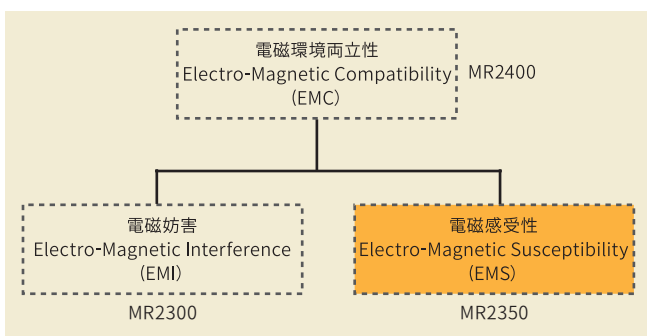 電磁環境両立性
Electro-Magnetic Compatibility
(EMC)
MR2400
電磁妨害
Electro-Magnetic Interference
(EMI)
MR2300
電磁感受性
Electro-Magnetic Susceptibility
(EMS)
MR2350